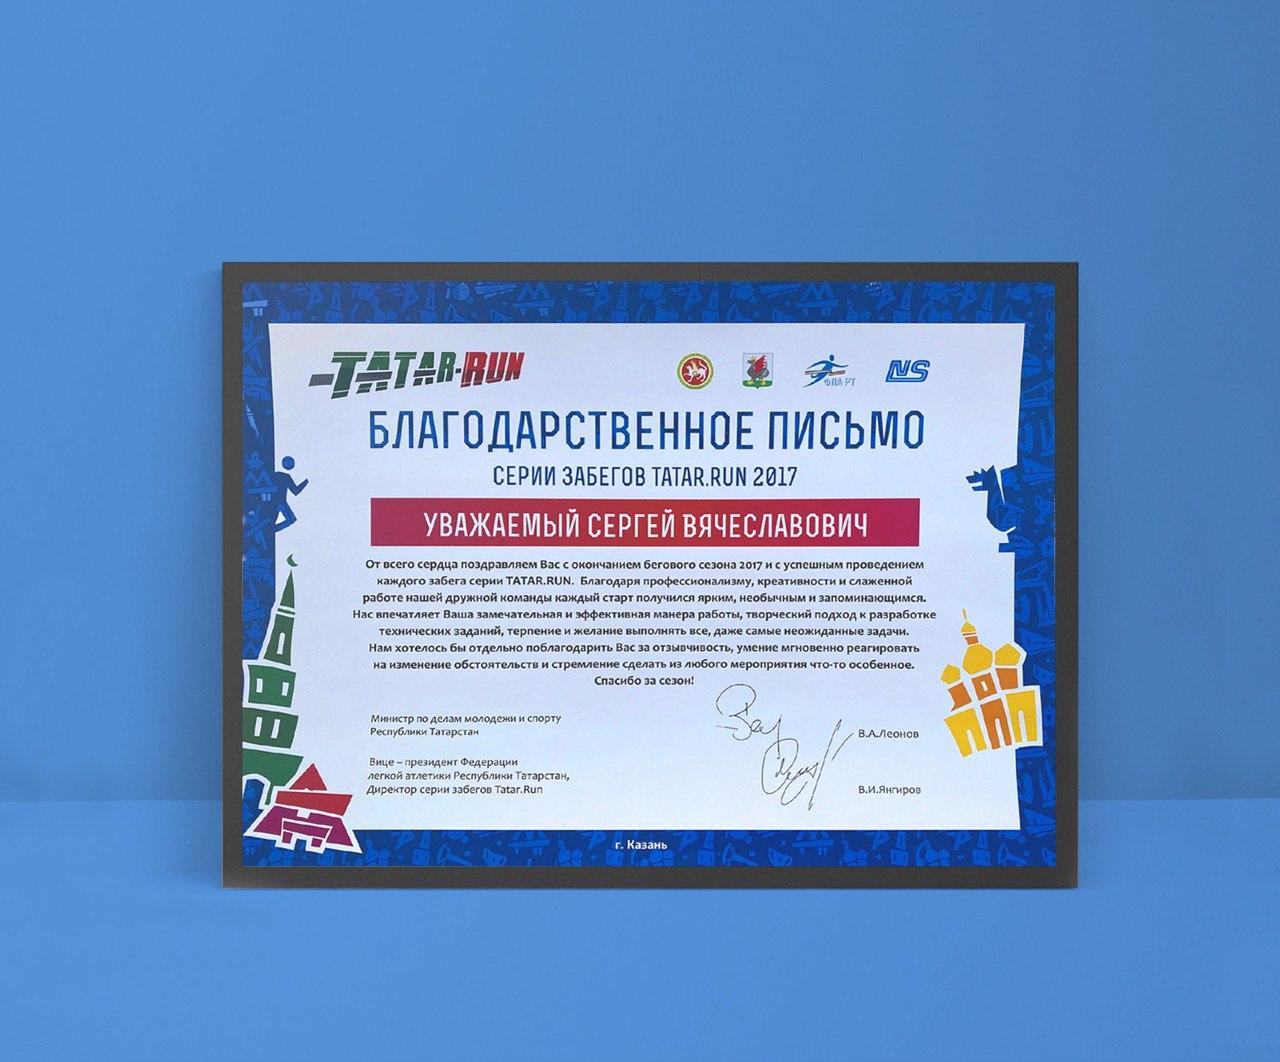 TATAR-RUN
ФЛА РТ
NS
БЛАГОДАРСТВЕННОЕ ПИСЬМО
СЕРИИ ЗАБЕГОВ TATAR.RUN 2017
УВАЖАЕМЫЙ СЕРГЕЙ ВЯЧЕСЛАВОВИЧ
От всего сердца поздравляем Вас с окончанием бегового сезона 2017 и с успешным проведением
каждого забега серии TATAR.RUN. Благодаря профессионализму, креативности и слаженной
работе нашей дружной команды каждый старт получился ярким, необычным и запоминающимся.
Нас впечатляет Ваша замечательная и эффективная манера работы, творческий подход к разработке
технических заданий, терпение и желание выполнять все, даже самые неожиданные задачи.
Нам хотелось бы отдельно поблагодарить Вас за отзывчивость, умение мгновенно реагировать
на изменение обстоятельств и стремление сделать из любого мероприятия что-то особенное.
Спасибо за сезон!
Министр по делам молодежи и спорту
Республики Татарстан
В.А.Леонов
Вице – президент Федерации
легкой атлетики Республики Татарстан,
Директор серии забегов Tatar.Run
В.И.Янгиров
г. Казань